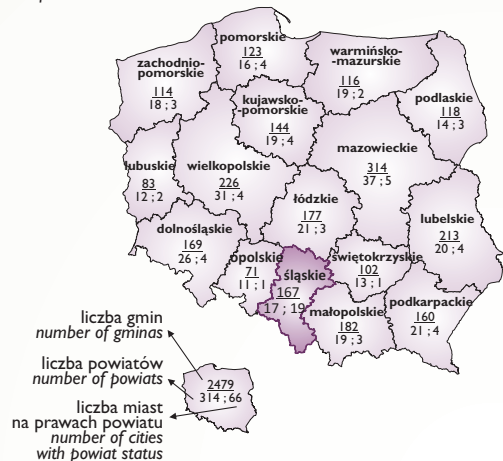 pomorskie
123
16 ; 4
warmińsko-
-mazurskie
116
19 ; 2
zachodnio-
pomorskie
114
18 ; 3
podlaskie
118
14 ; 3
kujawsko-
-pomorskie
144
19 ; 4
mazowieckie
314
37 ; 5
lubuskie
83
12 ; 2
wielkopolskie
226
31 ; 4
łódzkie
177
21 ; 3
lubelskie
213
20 ; 4
dolnośląskie
169
26 ; 4
opolskie
71
11 ; 1
śląskie
167
17 ; 19
świętokrzyskie
102
13 ; 1
małopolskie
182
19 ; 3
podkarpackie
160
21 ; 4
liczba gmin
number of gminas
liczba powiatów
number of powiats
liczba miast
na prawach powiatu
number of cities
with powiat status
2479
314 ; 66